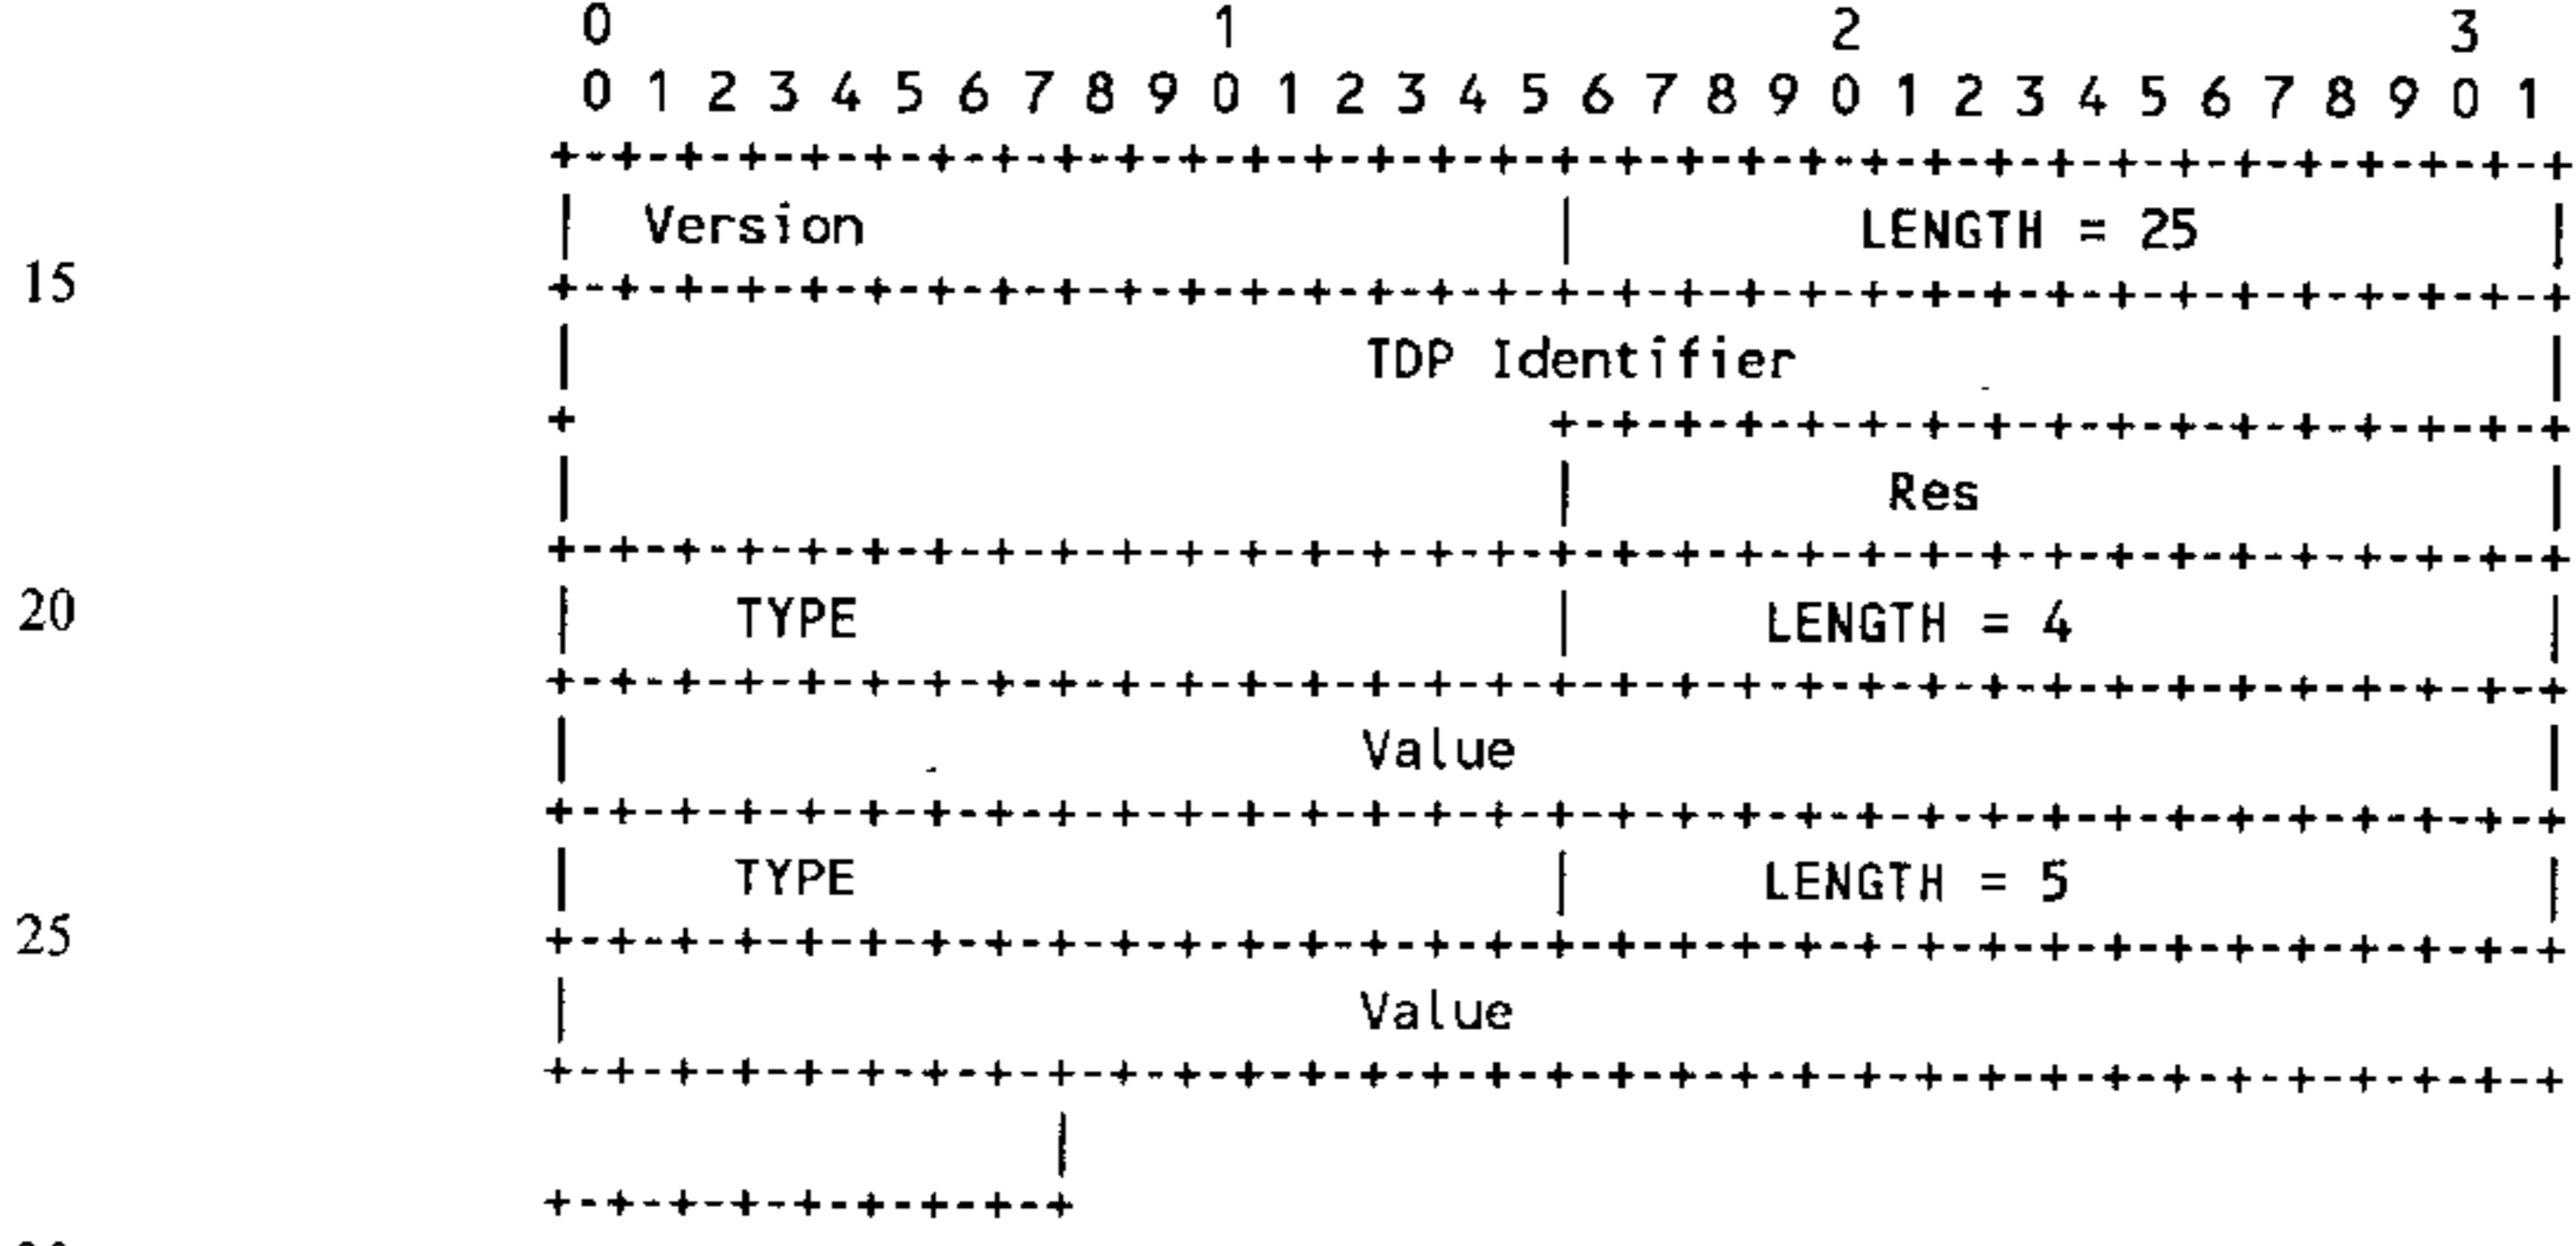 0 1 2 3
0 1 2 3 4 5 6 7 8 9 0 1 2 3 4 5 6 7 8 9 0 1 2 3 4 5 6 7 8 9 0 1
+-+-+-+-+-+-+-+-+-+-+-+-+-+-+-+-+-+-+-+-+-+-+-+-+-+-+-+-+-+-+-+-+
| Version | LENGTH = 25 |
15 +-+-+-+-+-+-+-+-+-+-+-+-+-+-+-+-+-+-+-+-+-+-+-+-+-+-+-+-+-+-+-+-+
| TDP Identifier |
+ +-+-+-+-+-+-+-+-+-+-+-+-+-+-+-+-+
| | Res |
+-+-+-+-+-+-+-+-+-+-+-+-+-+-+-+-+-+-+-+-+-+-+-+-+-+-+-+-+-+-+-+-+
20 | TYPE | LENGTH = 4 |
+-+-+-+-+-+-+-+-+-+-+-+-+-+-+-+-+-+-+-+-+-+-+-+-+-+-+-+-+-+-+-+-+
| Value |
+-+-+-+-+-+-+-+-+-+-+-+-+-+-+-+-+-+-+-+-+-+-+-+-+-+-+-+-+-+-+-+-+
| TYPE | LENGTH = 5 |
25 +-+-+-+-+-+-+-+-+-+-+-+-+-+-+-+-+-+-+-+-+-+-+-+-+-+-+-+-+-+-+-+-+
| Value
+-+-+-+-+-+-+-+-+-+-+-+-+-+-+-+-+-+-+-+-+-+-+-+-+-+-+-+-+-+-+-+-+
|
+-+-+-+-+-+-+-+-+